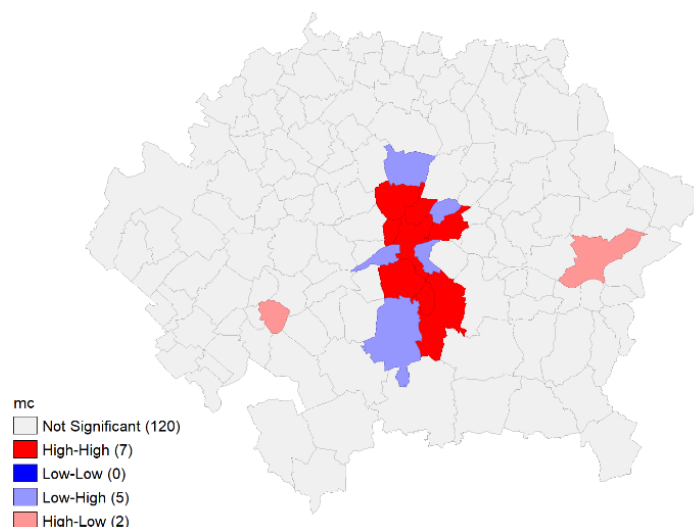 mc
Not Significant (120)
High-High (7)
Low-Low (0)
Low-High (5)
High-Low (2)